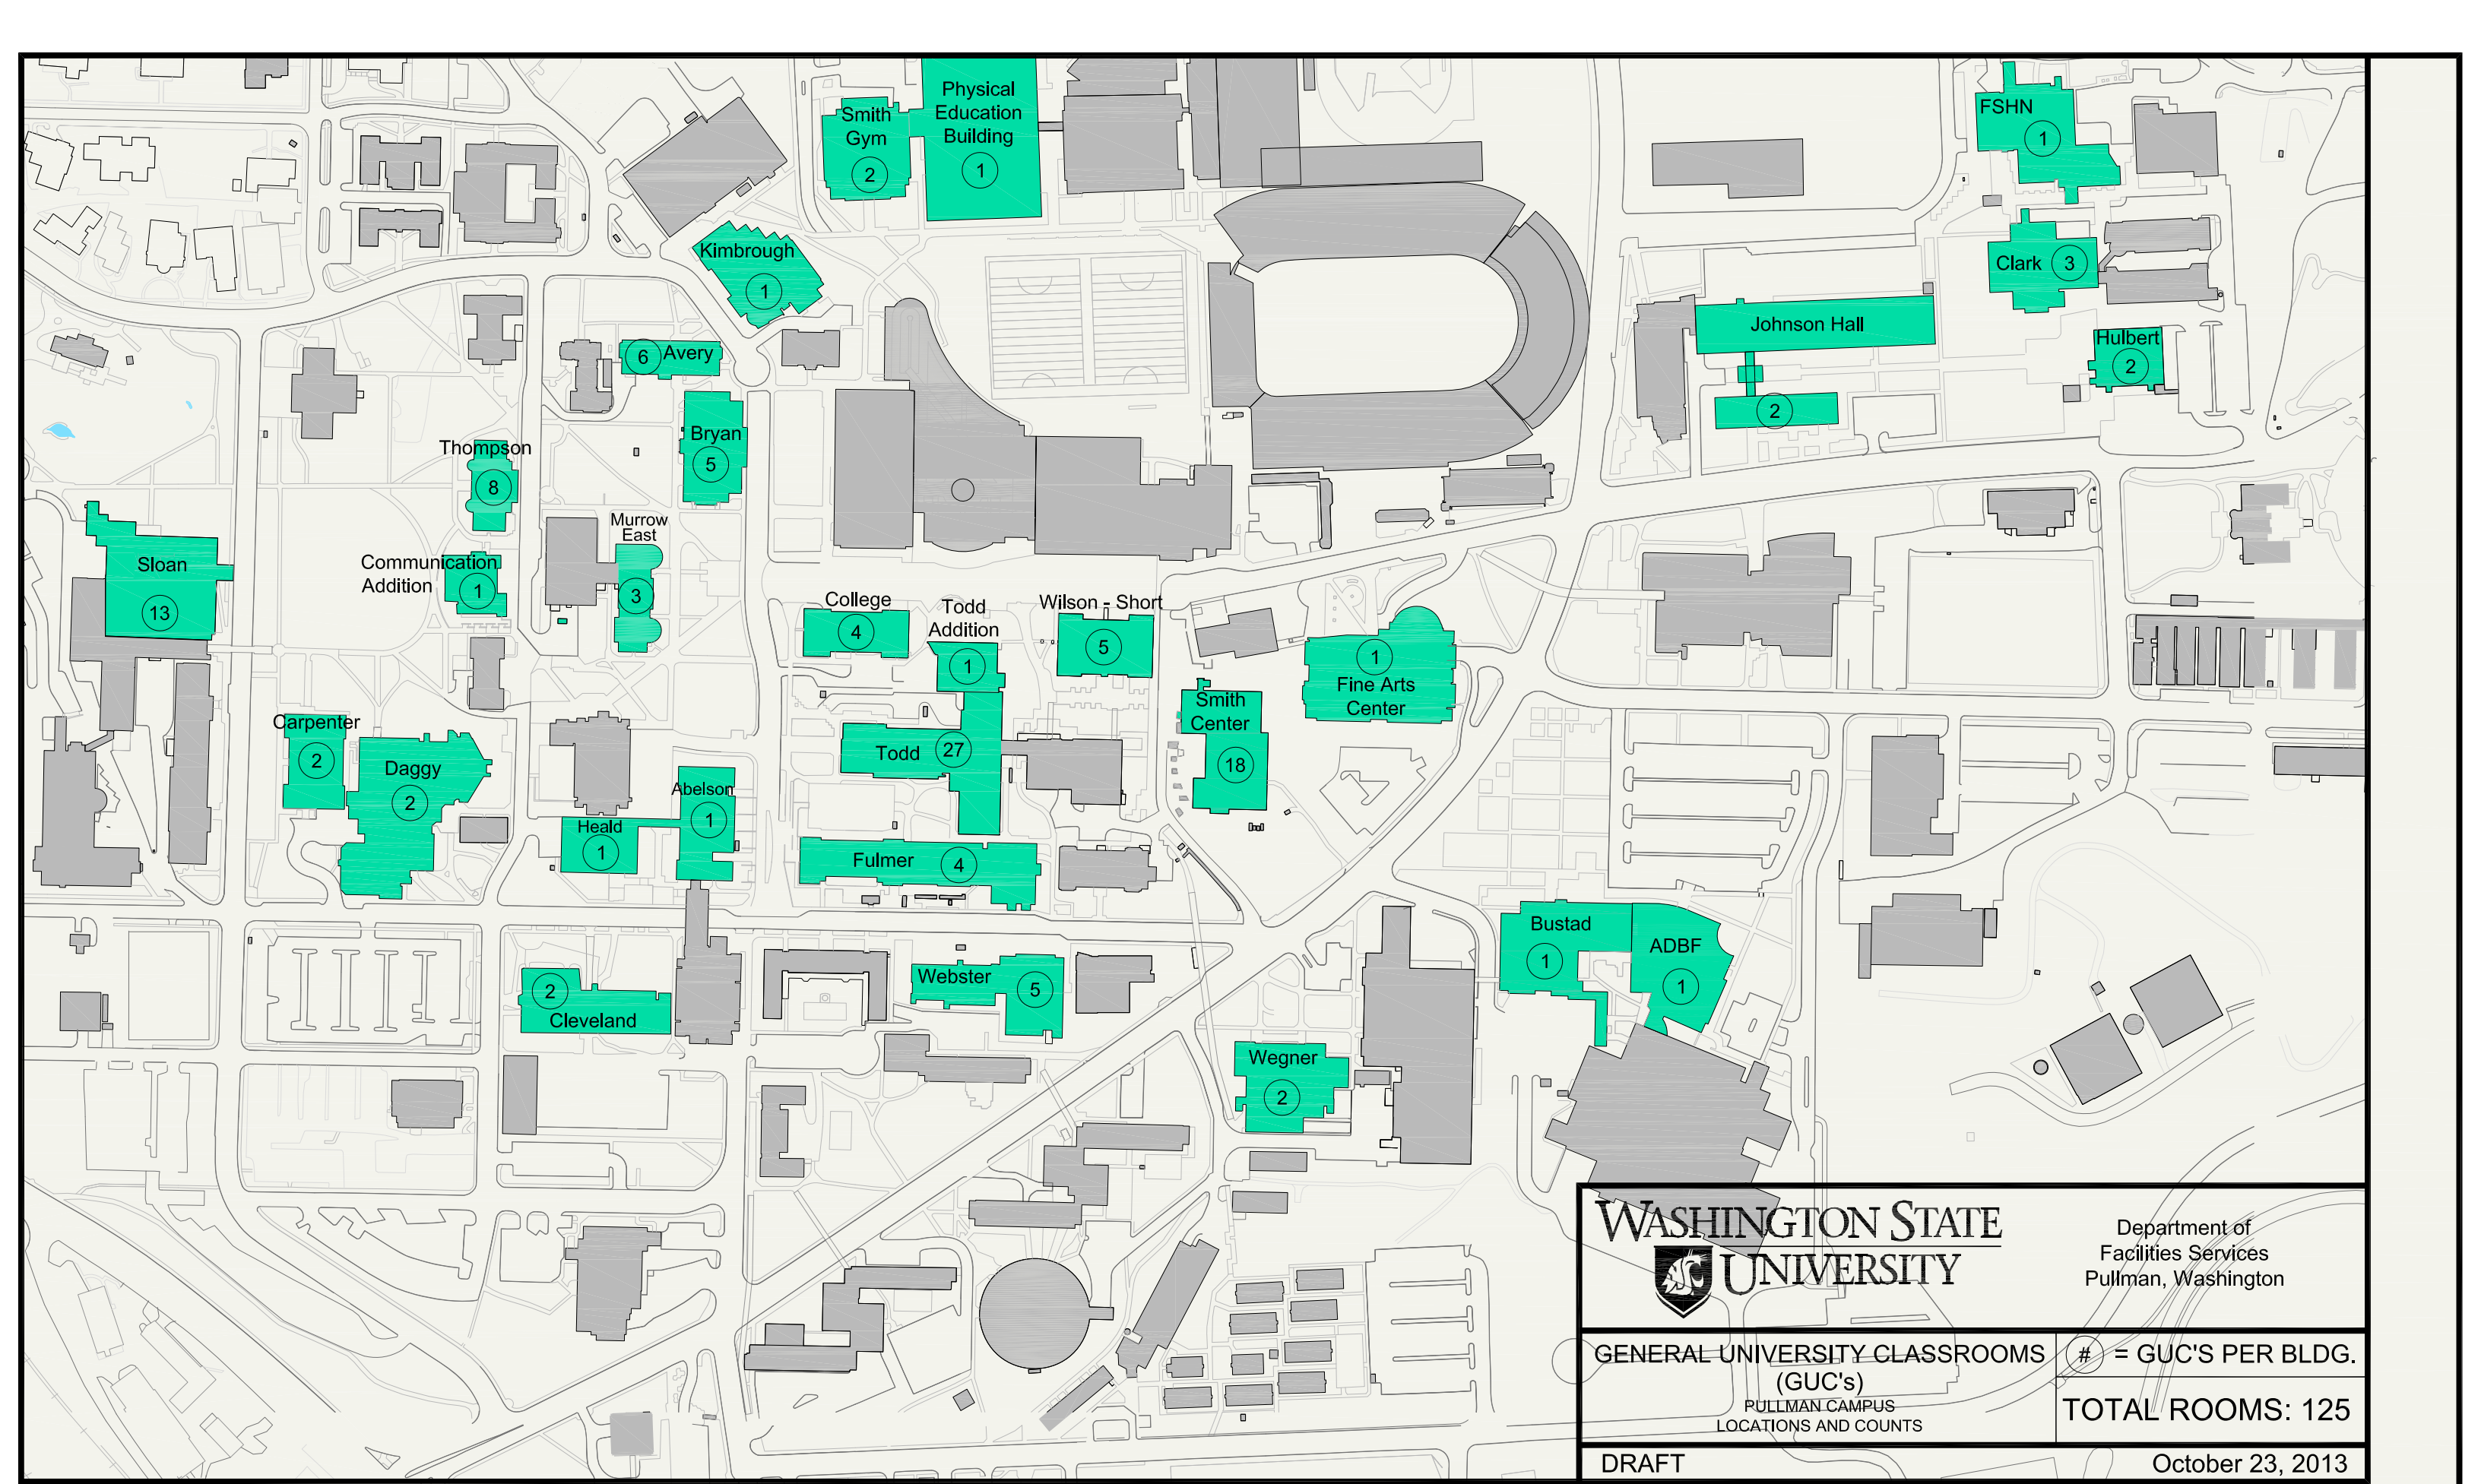 Physical
Education
Building
1
Smith
Gym
2
FSHN
1
Kimbrough
1
Clark 3
Johnson Hall
2
Hulbert
2
6 Avery
Bryan
5
Thompson
8
Murrow
East
3
Sloan
13
Communication
Addition
1
College
4
Todd
Addition
1
Wilson - Short
5
1
Fine Arts
Center
Smith
Center
18
Carpenter
2
Daggy
2
Todd 27
Abelson
1
Heald
1
Fulmer 4
Bustad
1
ADBF
1
2
Cleveland
Webster 5
Wegner
2
WASHINGTON STATE
UNIVERSITY
Department of
Facilities Services
Pullman, Washington
GENERAL UNIVERSITY CLASSROOMS
(GUC's)
PULLMAN CAMPUS
LOCATIONS AND COUNTS
# = GUC'S PER BLDG.
TOTAL ROOMS: 125
DRAFT
October 23, 2013